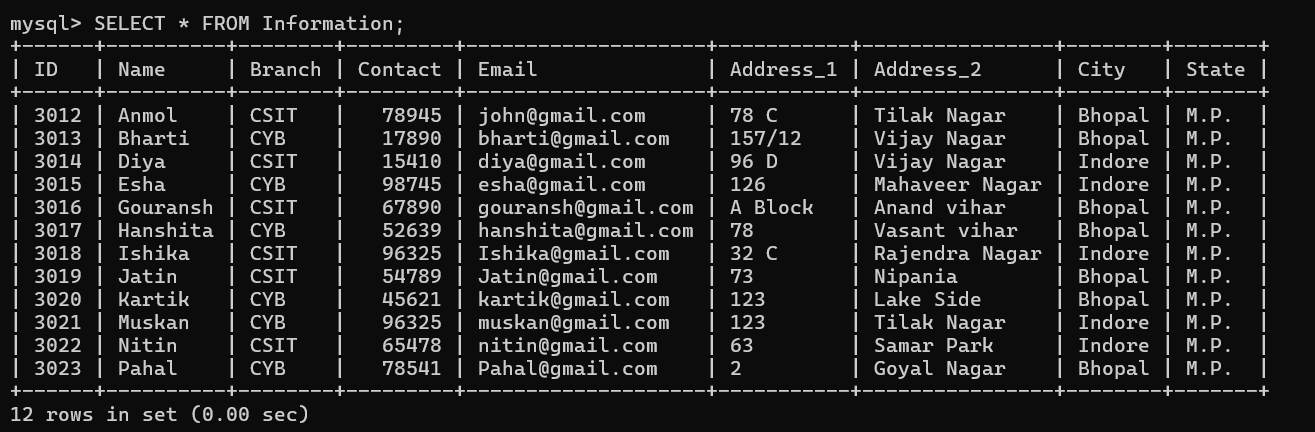 mysql> SELECT * FROM Information;
+------+----------+--------+---------+--------------------+-----------+----------------+--------+-------+
| ID   | Name     | Branch | Contact | Email              | Address_1 | Address_2      | City   | State |
+------+----------+--------+---------+--------------------+-----------+----------------+--------+-------+
| 3012 | Anmol    | CSIT   |   78945 | john@gmail.com     | 78 C      | Tilak Nagar    | Bhopal | M.P.  |
| 3013 | Bharti   | CYB    |   17890 | bharti@gmail.com   | 157/12    | Vijay Nagar    | Bhopal | M.P.  |
| 3014 | Diya     | CSIT   |   15410 | diya@gmail.com     | 96 D      | Vijay Nagar    | Indore | M.P.  |
| 3015 | Esha     | CYB    |   98745 | esha@gmail.com     | 126       | Mahaveer Nagar | Indore | M.P.  |
| 3016 | Gouransh | CSIT   |   67890 | gouransh@gmail.com | A Block   | Anand vihar    | Bhopal | M.P.  |
| 3017 | Hanshita | CYB    |   52639 | hanshita@gmail.com | 78        | Vasant vihar   | Bhopal | M.P.  |
| 3018 | Ishika   | CSIT   |   96325 | Ishika@gmail.com   | 32 C      | Rajendra Nagar | Indore | M.P.  |
| 3019 | Jatin    | CSIT   |   54789 | Jatin@gmail.com    | 73        | Nipania        | Bhopal | M.P.  |
| 3020 | Kartik   | CYB    |   45621 | kartik@gmail.com   | 123       | Lake Side      | Bhopal | M.P.  |
| 3021 | Muskan   | CYB    |   96325 | muskan@gmail.com   | 123       | Tilak Nagar    | Indore | M.P.  |
| 3022 | Nitin    | CSIT   |   65478 | nitin@gmail.com    | 63        | Samar Park     | Indore | M.P.  |
| 3023 | Pahal    | CYB    |   78541 | Pahal@gmail.com    | 2         | Goyal Nagar    | Bhopal | M.P.  |
+------+----------+--------+---------+--------------------+-----------+----------------+--------+-------+
12 rows in set (0.00 sec)